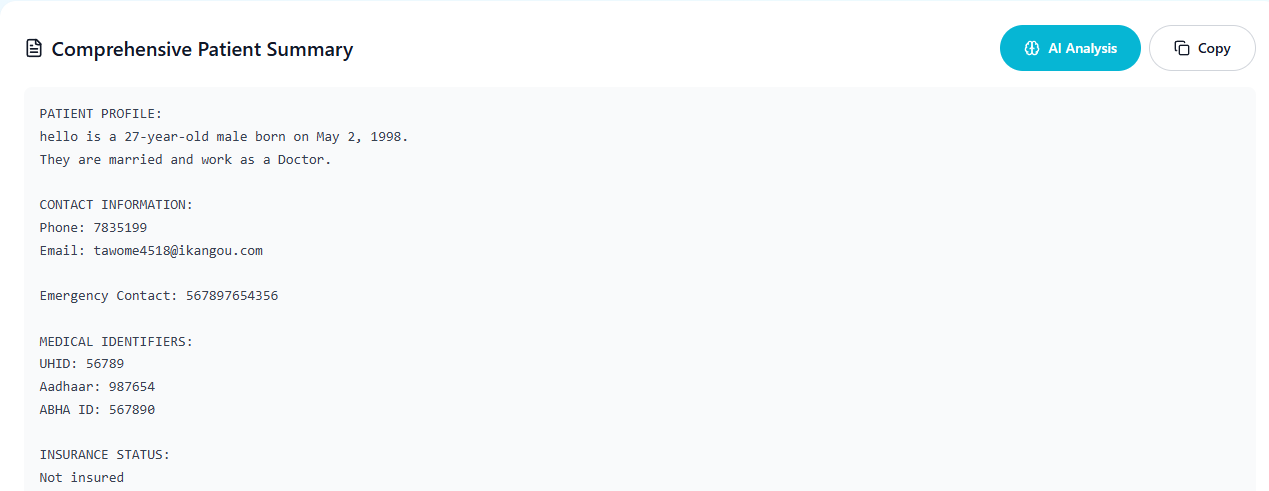 Comprehensive Patient Summary
AI Analysis
Copy
PATIENT PROFILE:
hello is a 27-year-old male born on May 2, 1998.
They are married and work as a Doctor.
CONTACT INFORMATION:
Phone: 7835199
Email: tawome4518@ikangou.com
Emergency Contact: 567897654356
MEDICAL IDENTIFIERS:
UHID: 56789
Aadhaar: 987654
ABHA ID: 567890
INSURANCE STATUS:
Not insured